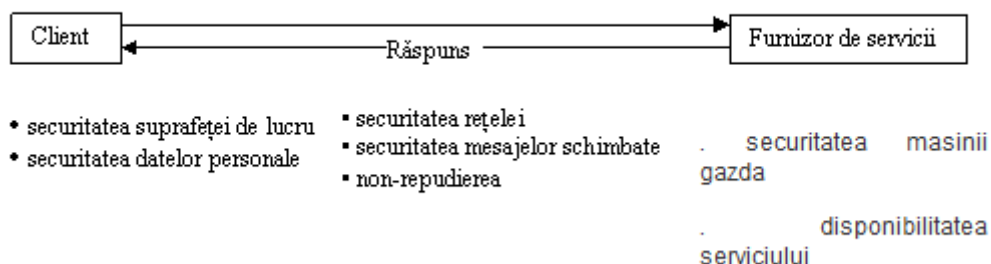 Client
Furnizor de servicii
Răspuns
• securitatea suprafeței de lucru
• securitatea datelor personale
▪ securitatea rețelei
▪ securitatea mesajelor schimbate
▪ non-repudierea
. securitatea masinii
gazda
. disponibilitatea
serviciului